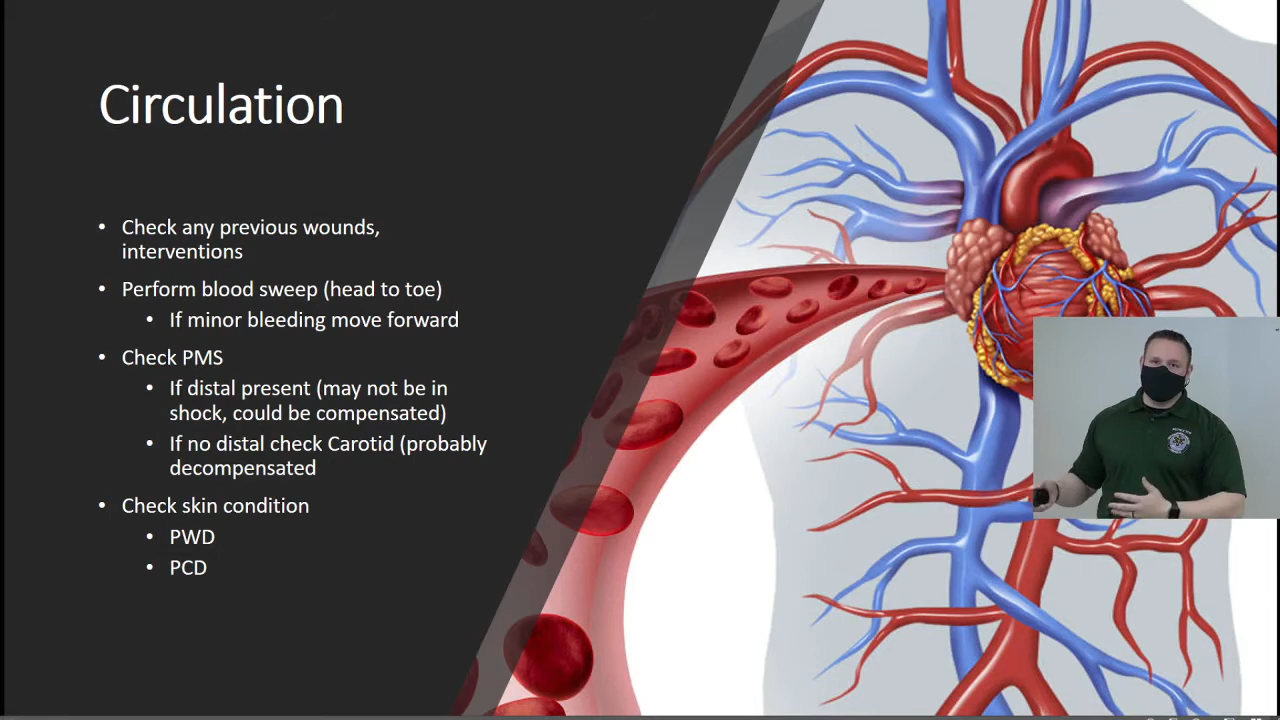 Circulation
• Check any previous wounds,
interventions
• Perform blood sweep (head to toe)
• If minor bleeding move forward
• Check PMS
• If distal present (may not be in
shock, could be compensated)
• If no distal check Carotid (probably
decompensated
• Check skin condition
• PWD
• PCD